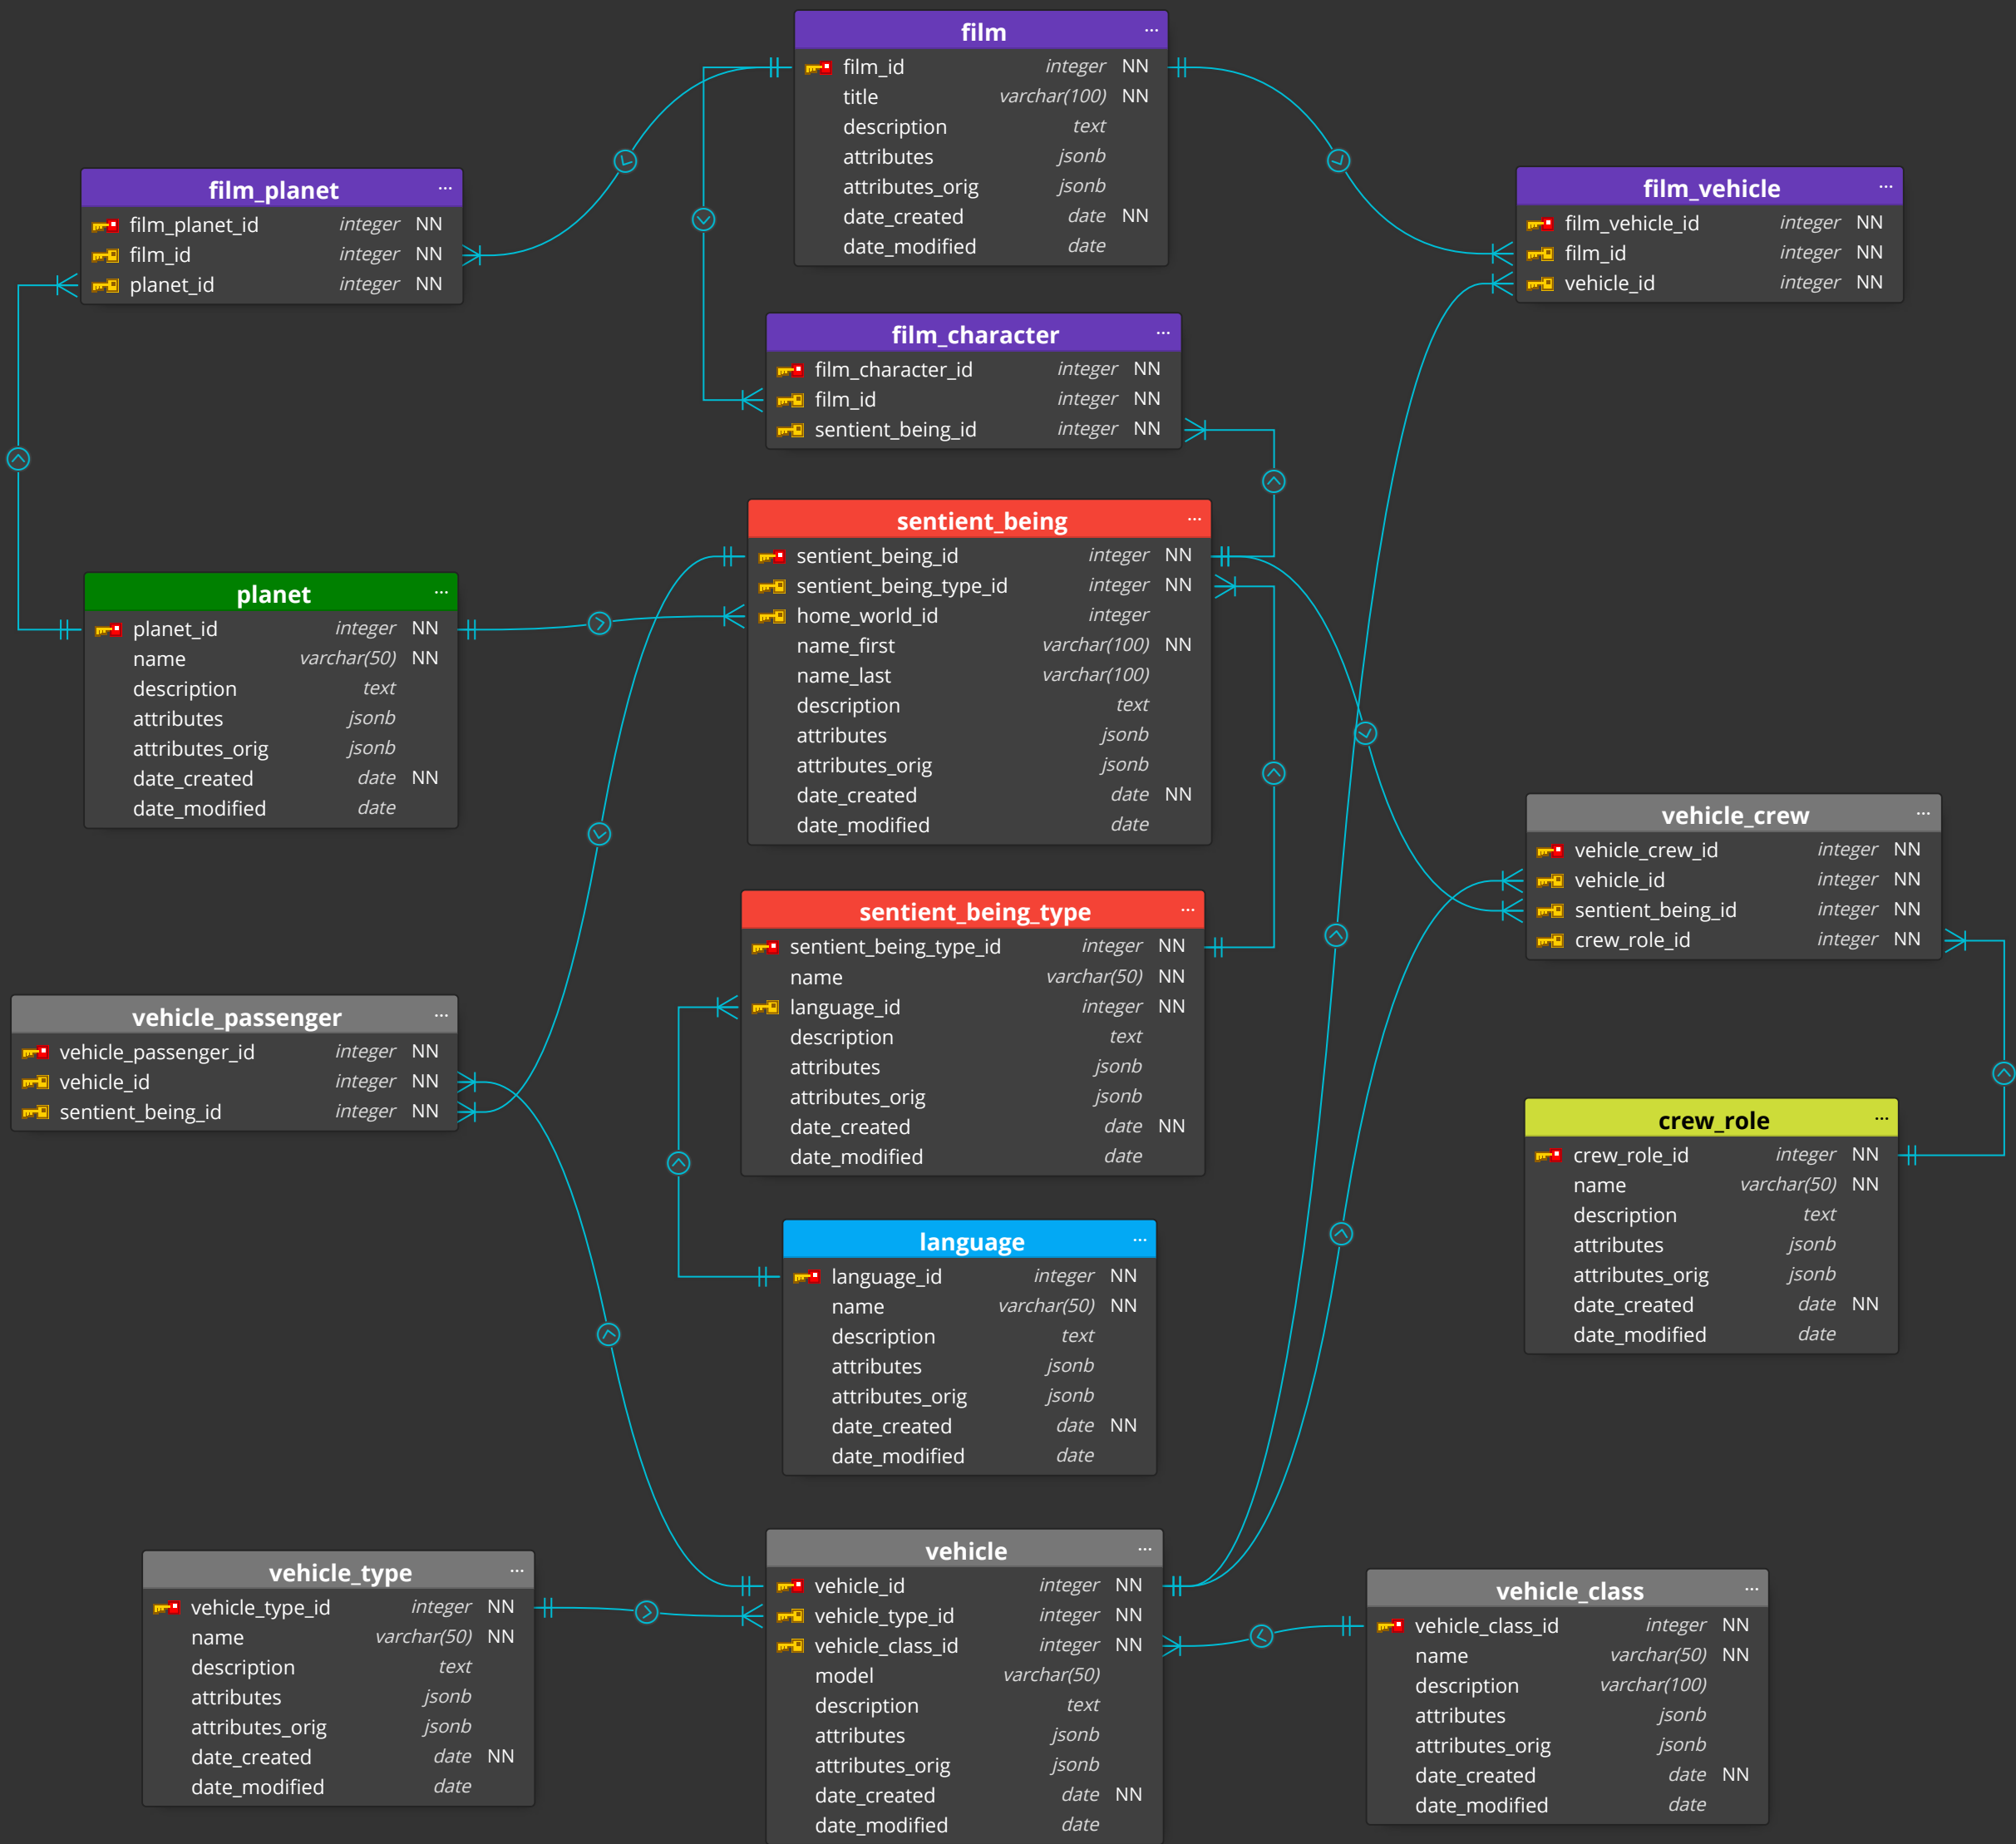 film ...
film_id integer NN
title varchar(100) NN
description text
attributes jsonb
attributes_orig jsonb
date_created date NN
date_modified date
film_planet ...
film_planet_id integer NN
film_id integer NN
planet_id integer NN
film_vehicle ...
film_vehicle_id integer NN
film_id integer NN
vehicle_id integer NN
film_character ...
film_character_id integer NN
film_id integer NN
sentient_being_id integer NN
sentient_being ...
sentient_being_id integer NN
sentient_being_type_id integer NN
home_world_id integer
name_first varchar(100) NN
name_last varchar(100)
description text
attributes jsonb
attributes_orig jsonb
date_created date NN
date_modified date
planet ...
planet_id integer NN
name varchar(50) NN
description text
attributes jsonb
attributes_orig jsonb
date_created date NN
date_modified date
vehicle_crew ...
vehicle_crew_id integer NN
vehicle_id integer NN
sentient_being_id integer NN
crew_role_id integer NN
sentient_being_type ...
sentient_being_type_id integer NN
name varchar(50) NN
language_id integer NN
description text
attributes jsonb
attributes_orig jsonb
date_created date NN
date_modified date
vehicle_passenger ...
vehicle_passenger_id integer NN
vehicle_id integer NN
sentient_being_id integer NN
crew_role ...
crew_role_id integer NN
name varchar(50) NN
description text
attributes jsonb
attributes_orig jsonb
date_created date NN
date_modified date
language ...
language_id integer NN
name varchar(50) NN
description text
attributes jsonb
attributes_orig jsonb
date_created date NN
date_modified date
vehicle_type ...
vehicle_type_id integer NN
name varchar(50) NN
description text
attributes jsonb
attributes_orig jsonb
date_created date NN
date_modified date
vehicle ...
vehicle_id integer NN
vehicle_type_id integer NN
vehicle_class_id integer NN
model varchar(50)
description text
attributes jsonb
attributes_orig jsonb
date_created date NN
date_modified date
vehicle_class ...
vehicle_class_id integer NN
name varchar(50) NN
description varchar(100)
attributes jsonb
attributes_orig jsonb
date_created date NN
date_modified date